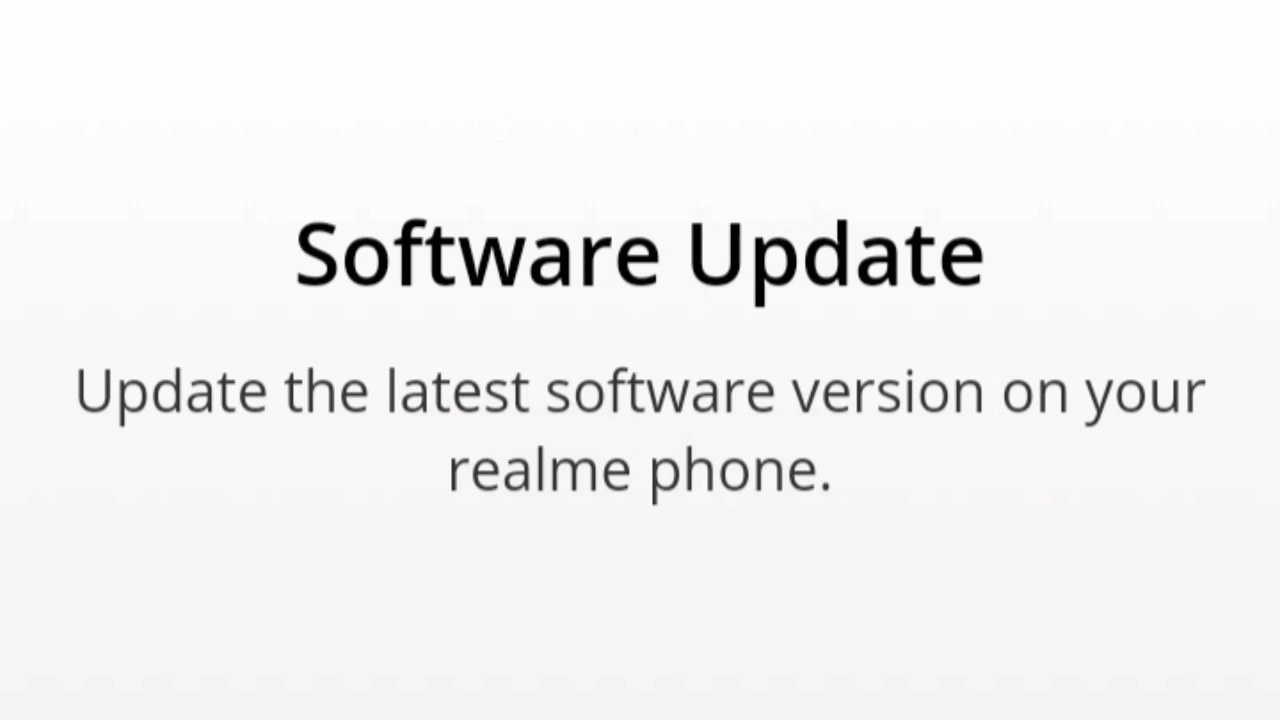 Software Update
Update the latest software version on your
realme phone.